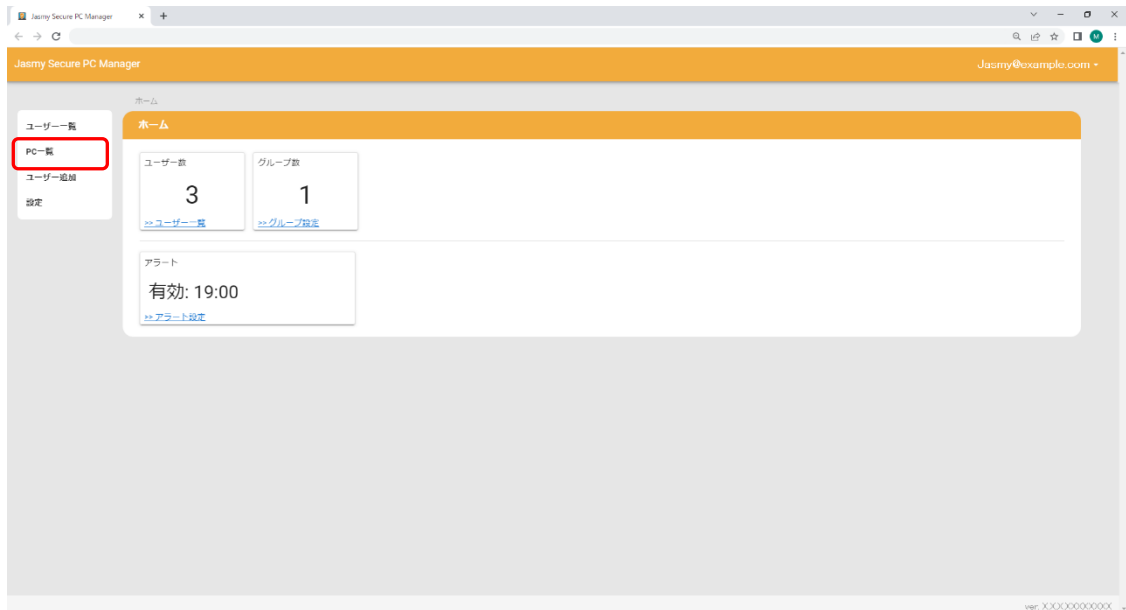 Jasmy Secure PC Manager
Jasmy Secure PC Manager
Jasmy@example.com
ホーム
ユーザー一覧
PC一覧
ユーザー追加
設定
ホーム
ユーザー数
3
>> ユーザー一覧
グループ数
1
>> グループ設定
アラート
有効: 19:00
>> アラート設定
M
ver. XXXXXXXXXXX